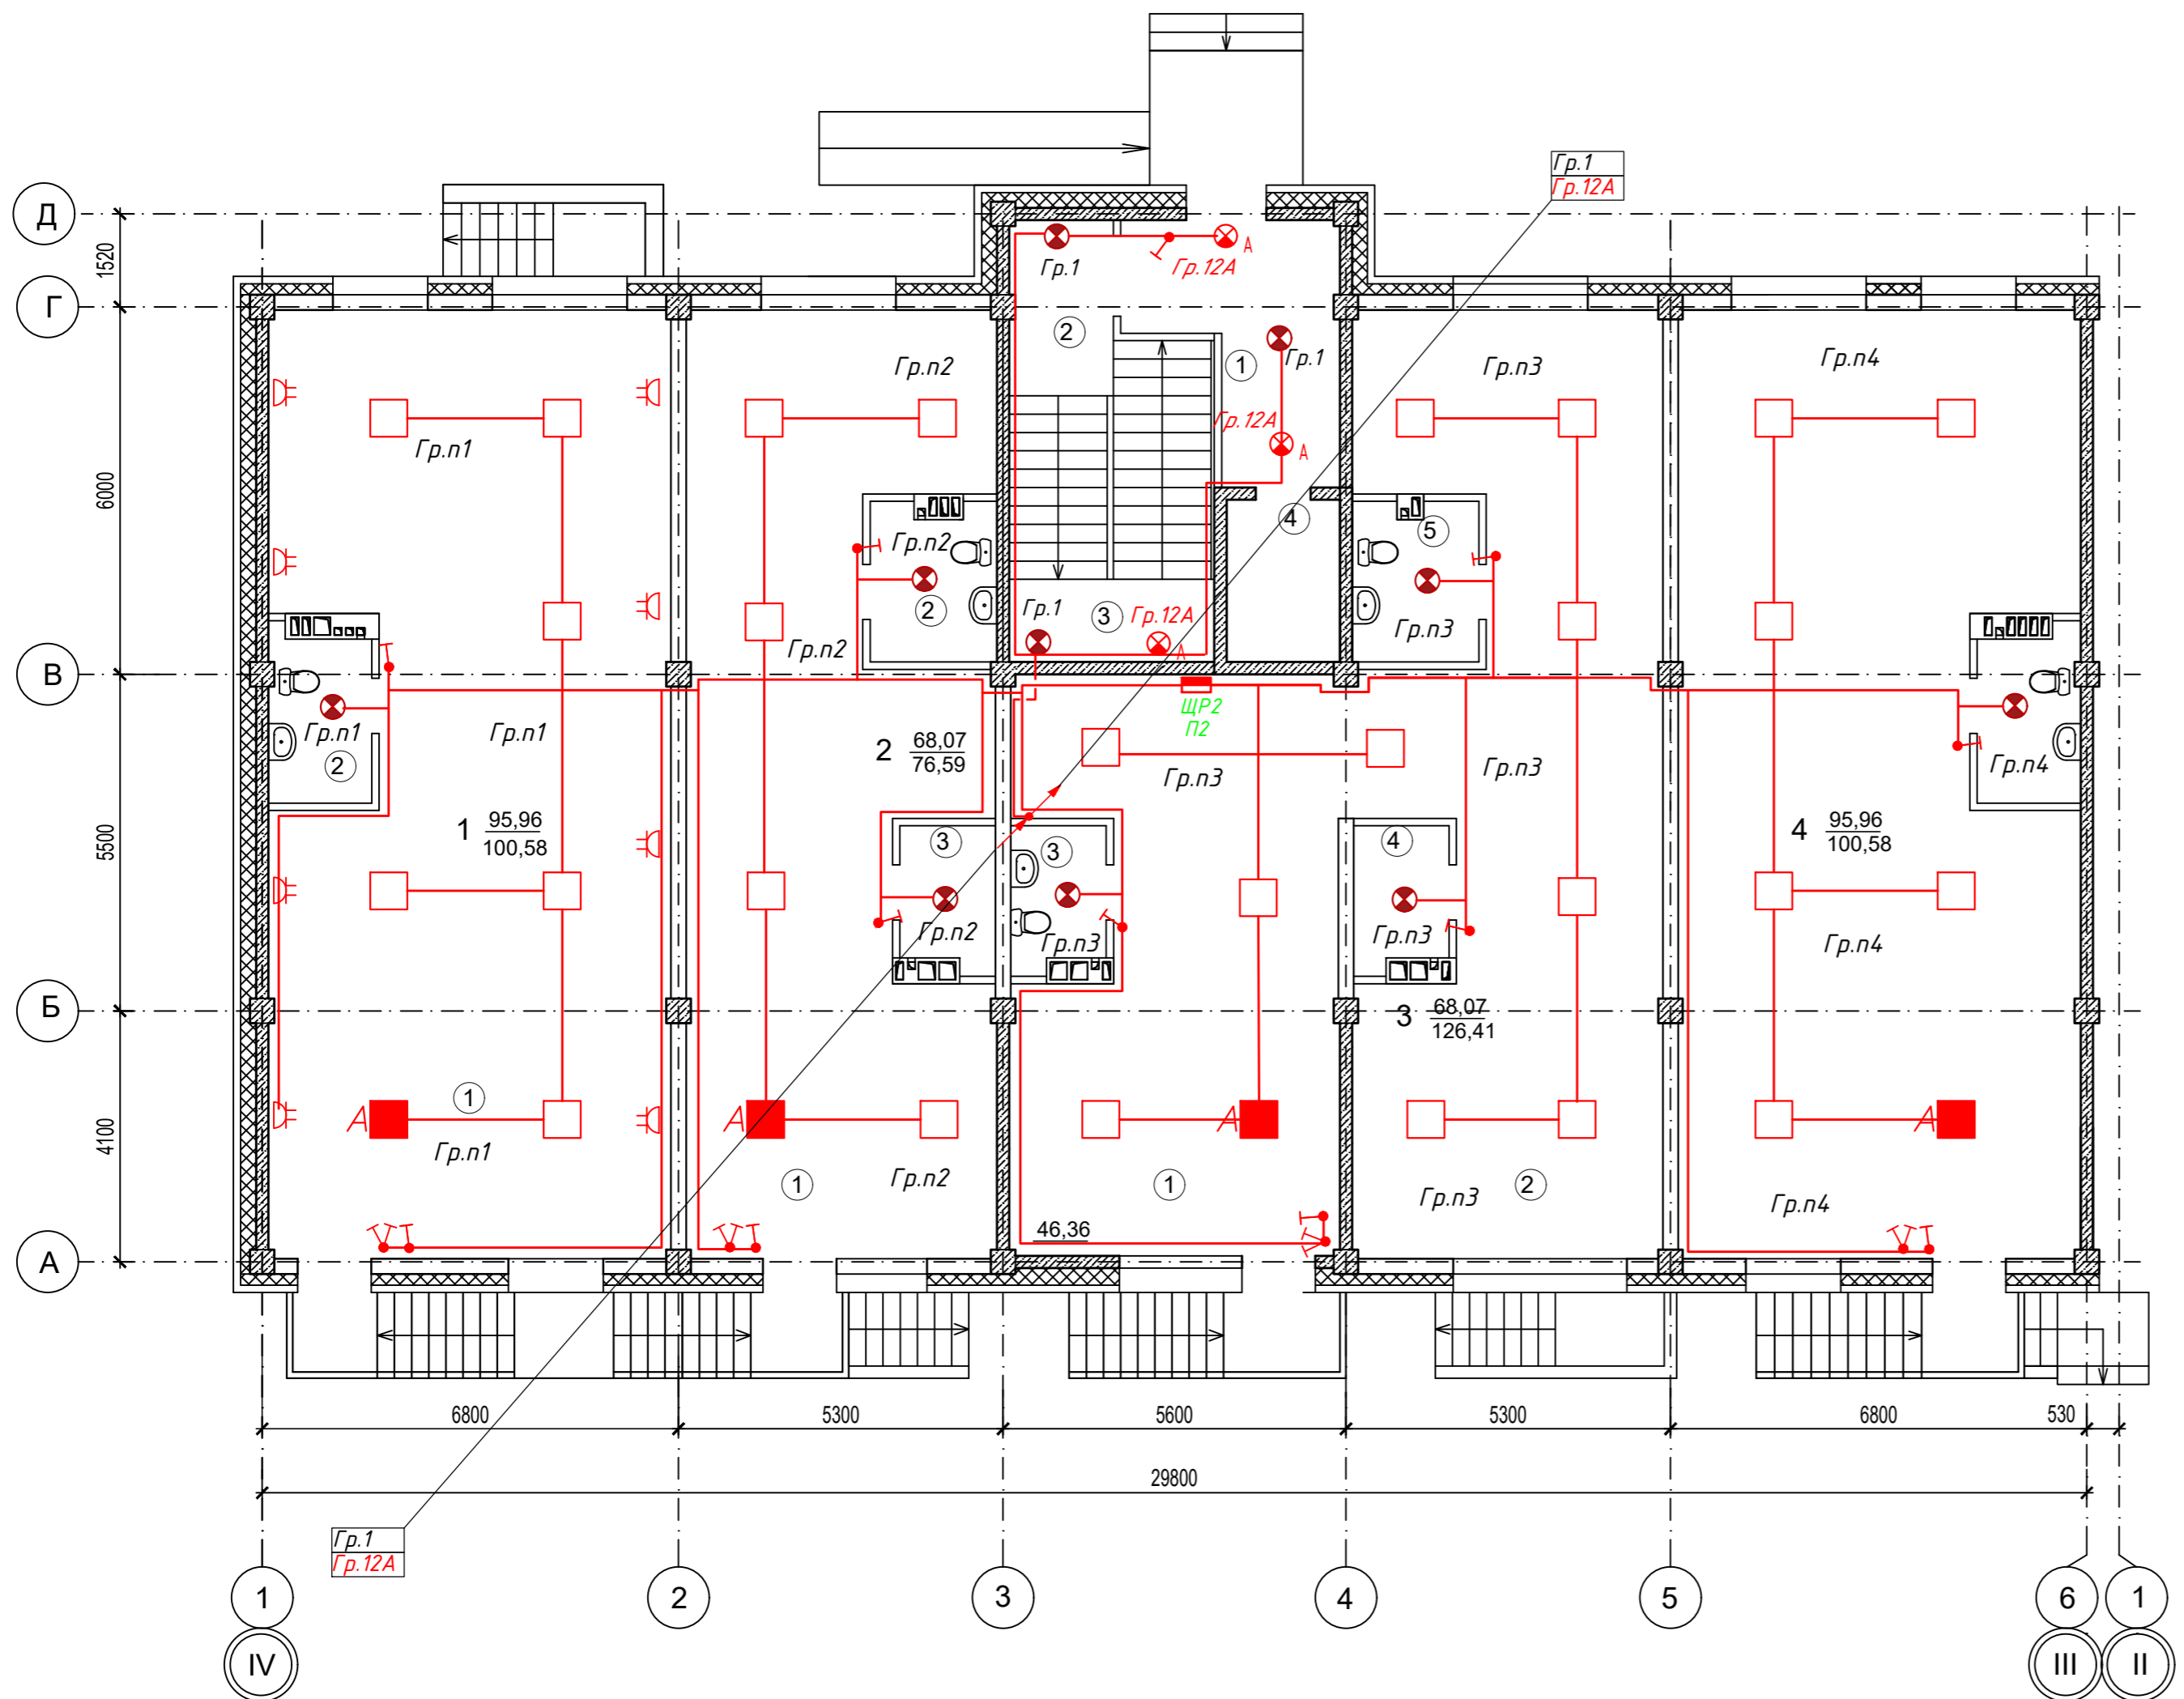 Гр.1
Гр.12А
Д
Гр.1
Гр.12А
А
1520
Г
2
1
Гр.1
Гр.п2
Гр.п3
Гр.п4
Гр.п1
Гр.12А
А
6000
4
5
Гр.п2
2
Гр.1
3
Гр.12А
А
Гр.п3
Гр.п2
В
Гр.п1
2
Гр.п1
2
68,07
76,59
ЩР2
П2
Гр.п3
Гр.п3
Гр.п4
5500
1
95,96
100,58
3
3
4
4
95,96
100,58
Гр.п2
Гр.п3
Гр.п3
Гр.п4
Б
3
68,07
126,41
4100
А
1
А
А
А
Гр.п1
1
Гр.п2
1
Гр.п3
2
Гр.п4
46,36
А
6800
5300
5600
5300
6800
530
29800
Гр.1
Гр.12А
1
2
3
4
5
6
1
IV
III
II